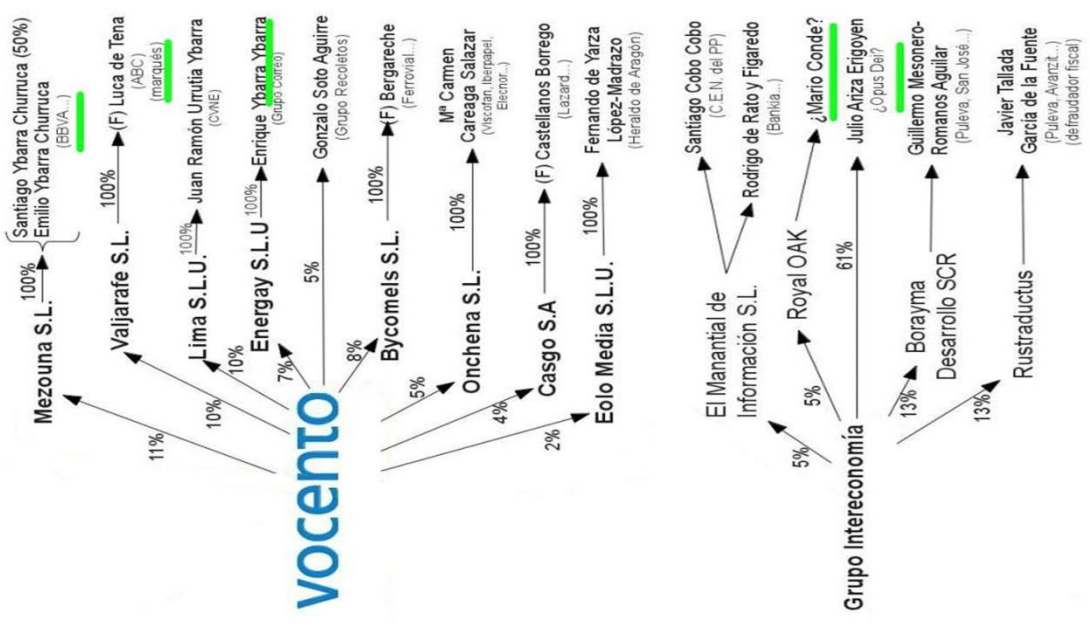 vocento
11%
Mezouna S.L.
100%
Santiago Ybarra Churruca (50%)
Emilio Ybarra Churruca
(BBVA...)
10%
Valjarafe S.L.
100%
(F) Luca de Tena
(ABC)
(marqués)
10%
Lima S.L.U.
100%
Juan Ramón Urrutia Ybarra
(CVNE)
7%
Energay S.L.U
100%
Enrique Ybarra Ybarra
(Grupo Correo)
5%
Gonzalo Soto Aguirre
(Grupo Recoletos)
8%
Bycomels S.L.
100%
(F) Bergareche
(Ferrovial...)
5%
Onchena S.L.
100%
Mª Carmen
Careaga Salazar
(Viscofan, Iberpapel,
Elecnor...)
4%
Casgo S.A
100%
(F) Castellanos Borrego
(Lazard...)
2%
Eolo Media S.L.U.
100%
Fernando de Yarza
López-Madrazo
(Heraldo de Aragón)
Grupo Intereconomía
5%
El Manantial de
Información S.L.
Santiago Cobo Cobo
(C.E.N. del PP)
Rodrigo de Rato y Figaredo
(Bankia...)
5%
Royal OAK
¿Mario Conde?
61%
Julio Ariza Erigoyen
¿Opus Dei?
13%
Borayma
Desarrollo SCR
Guillermo Mesonero-
Romanos Aguilar
(Puleva, San José...)
13%
Rustraductus
Javier Tallada
García de la Fuente
(Puleva, Avanzit...)
(defraudador fiscal)